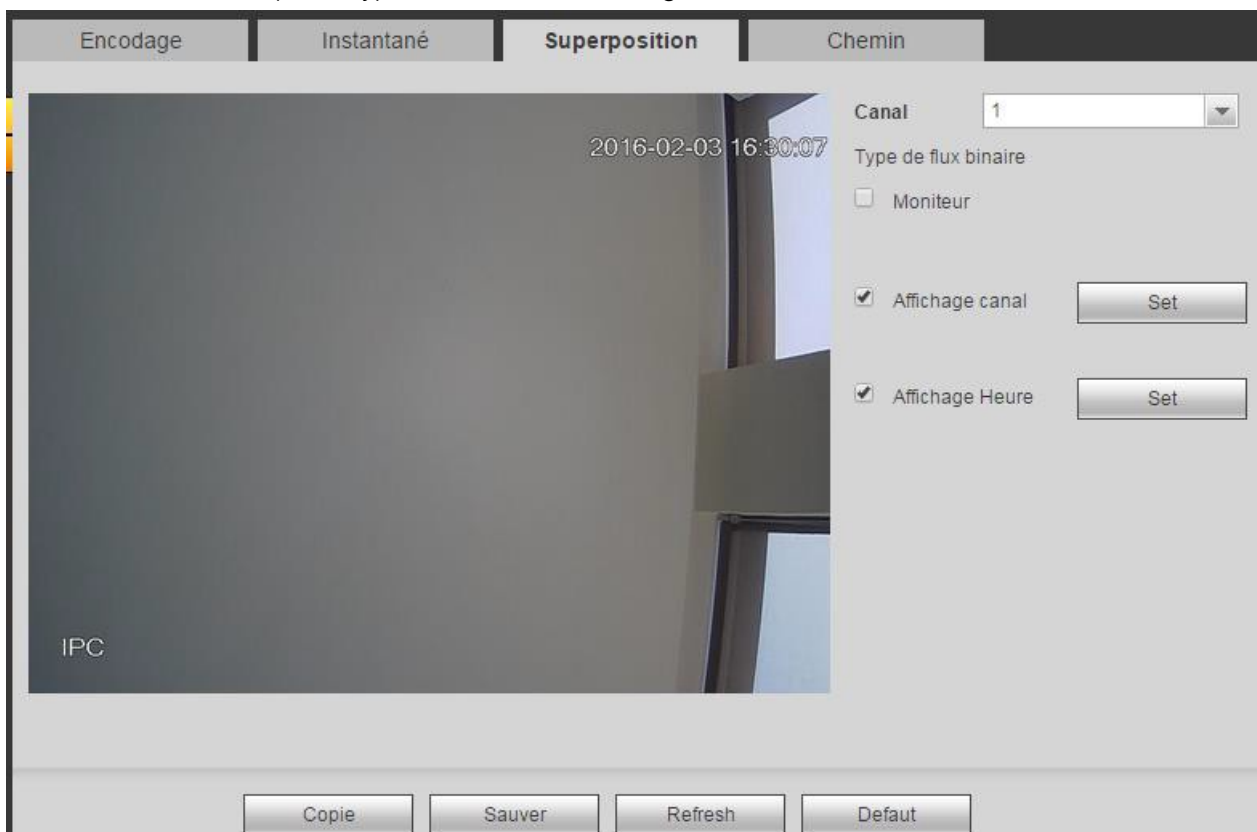 Encodage Instantané Superposition Chemin
Canal 1
2016-02-03 16:30:07
Type de flux binaire
Moniteur
Affichage canal Set
Affichage Heure Set
IPC
Copie Sauver Refresh Defaut